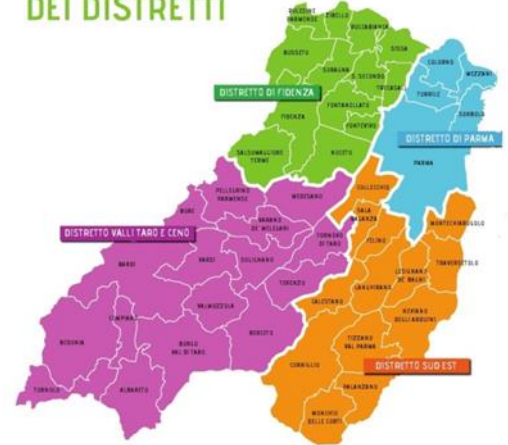 DEI DISTRETTI
POLESINE
PARMENSE
ZIBELLO
ROCCABIANCA
BUSSETO
SISSA
SORAGNA
S. SECONDO
TRECASALI
COLORNO
MEZZANI
DISTRETTO DI FIDENZA
FONTANELLATO
TORRILE
SORBOLO
FIDENZA
FONTEVIVO
DISTRETTO DI PARMA
SALSOMAGGIORE
TERME
NOCETO
PARMA
PELLEGRINO
PARMENSE
MEDESANO
COLLECCHIO
BORE
VARANO
DE' MELEGARI
SALA
BAGANZA
MONTECHIARUGOLO
DISTRETTO VALLI TARO E CENO
FORNOVO
DI TARO
FELINO
BARDI
VARSI
SOLIGNANO
TRAVERSETOLO
LESIGNANO
DE BAGNI
TERENZO
LANGHIRANO
VALMOZZOLA
CALESTANO
NEVIANO
DEGLI ARDUINI
COMPIANO
BERCETO
BEDONIA
BORGO
VAL DI TARO
TIZZANO
VAL PARMA
CORNIGLIO
DISTRETTO SUD EST
TORNOLO
ALBARETO
PALANZANO
MONCHIO
DELLE CORTI